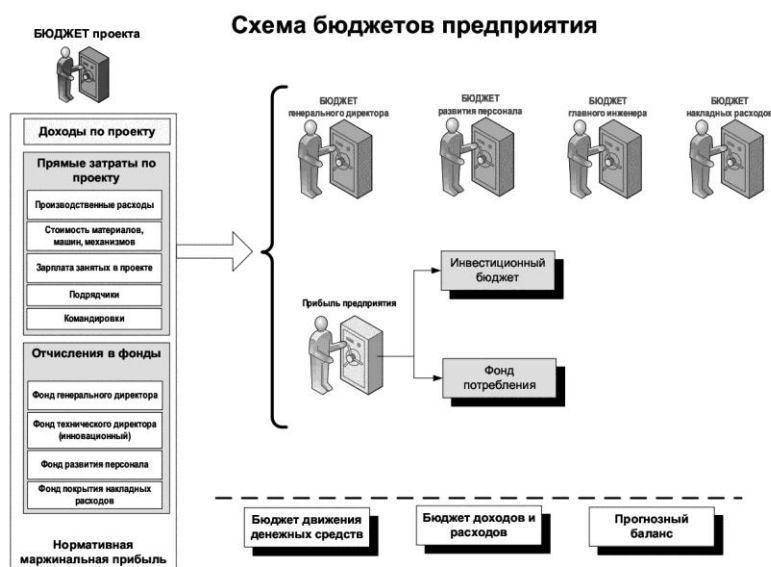 Схема бюджетов предприятия
БЮДЖЕТ проекта
Доходы по проекту
Прямые затраты по
проекту
Производственные расходы
Стоимость материалов,
машин, механизмов
Зарплата занятых в проекте
Подрядчики
Командировки
Отчисления в фонды
Фонд генерального директора
Фонд технического директора
(инновационный)
Фонд развития персонала
Фонд покрытия накладных
расходов
Нормативная
маржинальная прибыль
БЮДЖЕТ
генерального директора
БЮДЖЕТ
развития персонала
БЮДЖЕТ
главного инженера
БЮДЖЕТ
накладных расходов
Прибыль предприятия
Инвестиционный
бюджет
Фонд
потребления
Бюджет движения
денежных средств
Бюджет доходов и
расходов
Прогнозный
баланс